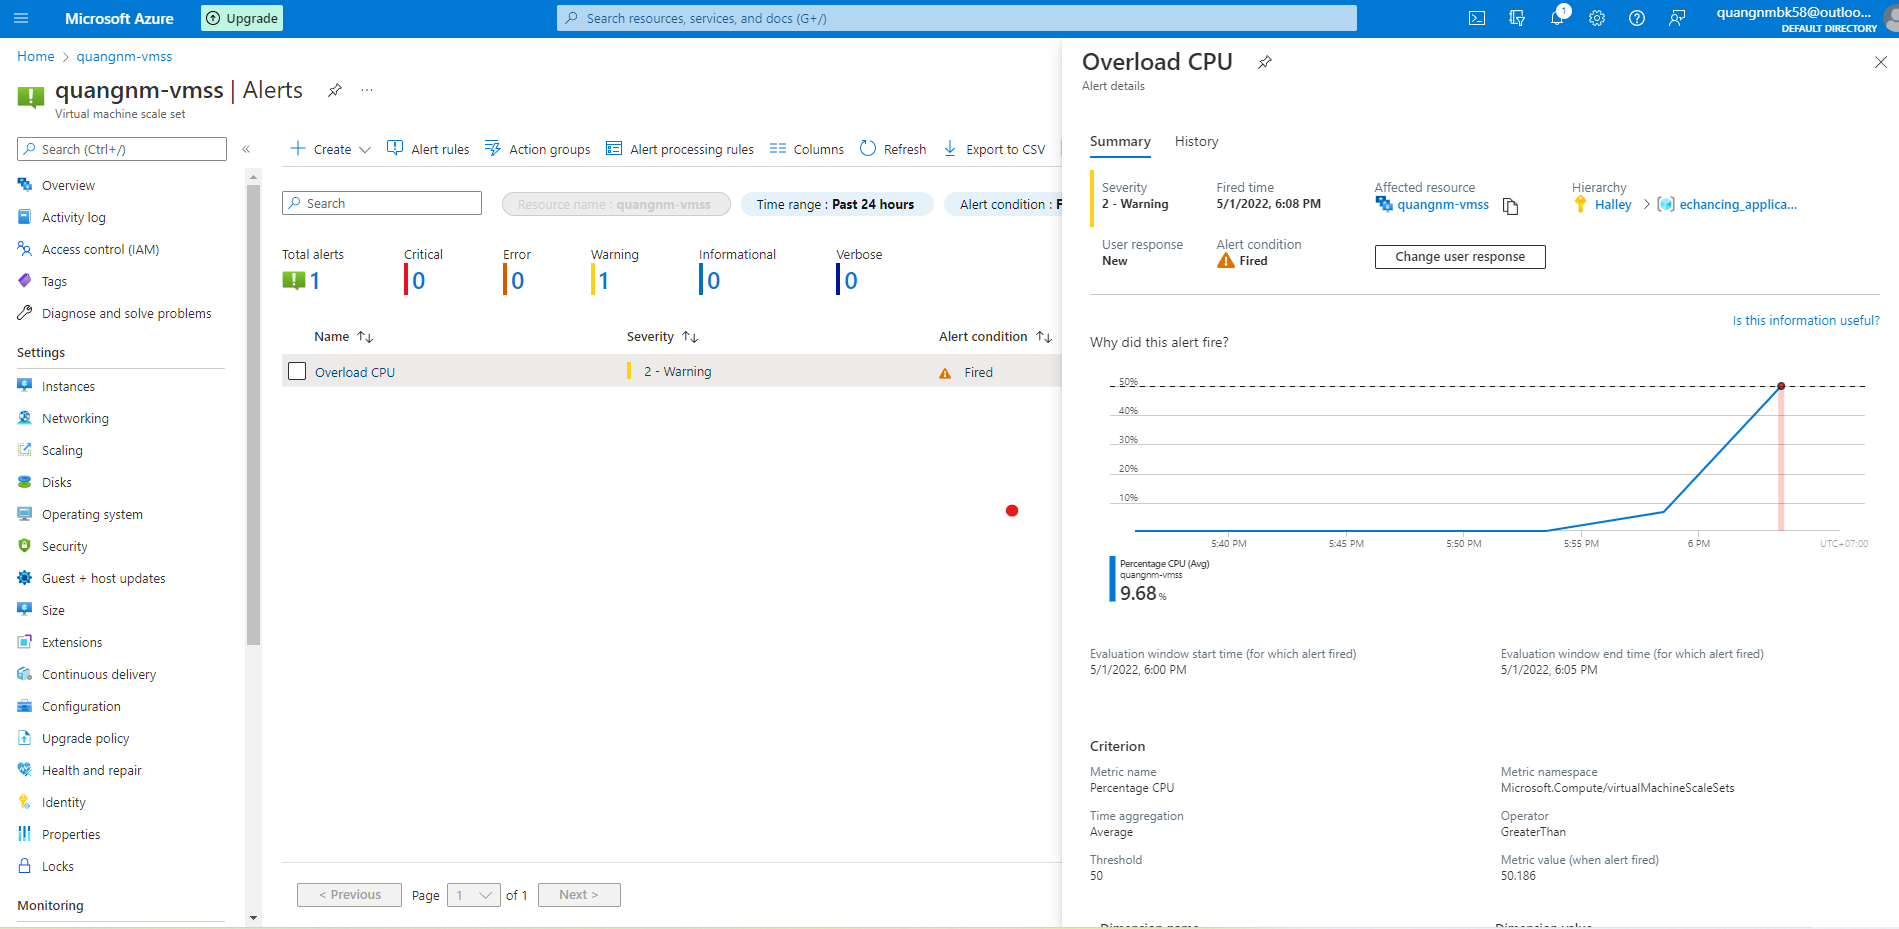 Microsoft Azure
Upgrade
Search resources, services, and docs (G+/)
1
quangnmbk58@outloo...
DEFAULT DIRECTORY
Home > quangnm-vmss
quangnm-vmss | Alerts
Virtual machine scale set
Search (Ctrl+/)
Overview
Activity log
Access control (IAM)
Tags
Diagnose and solve problems
Settings
Instances
Networking
Scaling
Disks
Operating system
Security
Guest + host updates
Size
Extensions
Continuous delivery
Configuration
Upgrade policy
Health and repair
Identity
Properties
Locks
Monitoring
Create
Alert rules
Action groups
Alert processing rules
Columns
Refresh
Export to CSV
Search
Resource name : quangnm-vmss
Time range : Past 24 hours
Alert condition : F
Total alerts
1
Critical
0
Error
0
Warning
1
Informational
0
Verbose
0
Name
Severity
Alert condition
Overload CPU
2 - Warning
Fired
< Previous
Page 1 of 1
Next >
Overload CPU
Alert details
Summary
History
Severity
2 - Warning
Fired time
5/1/2022, 6:08 PM
Affected resource
quangnm-vmss
Hierarchy
Halley > echancing_applica...
User response
New
Alert condition
Fired
Change user response
Is this information useful?
Why did this alert fire?
50%
40%
30%
20%
10%
5:40 PM
5:45 PM
5:50 PM
5:55 PM
6 PM
UTC+07:00
Percentage CPU (Avg)
quangnm-vmss
9.68 %
Evaluation window start time (for which alert fired)
5/1/2022, 6:00 PM
Evaluation window end time (for which alert fired)
5/1/2022, 6:05 PM
Criterion
Metric name
Percentage CPU
Metric namespace
Microsoft.Compute/virtualMachineScaleSets
Time aggregation
Average
Operator
GreaterThan
Threshold
50
Metric value (when alert fired)
50.186
Dimension name
Dimension value